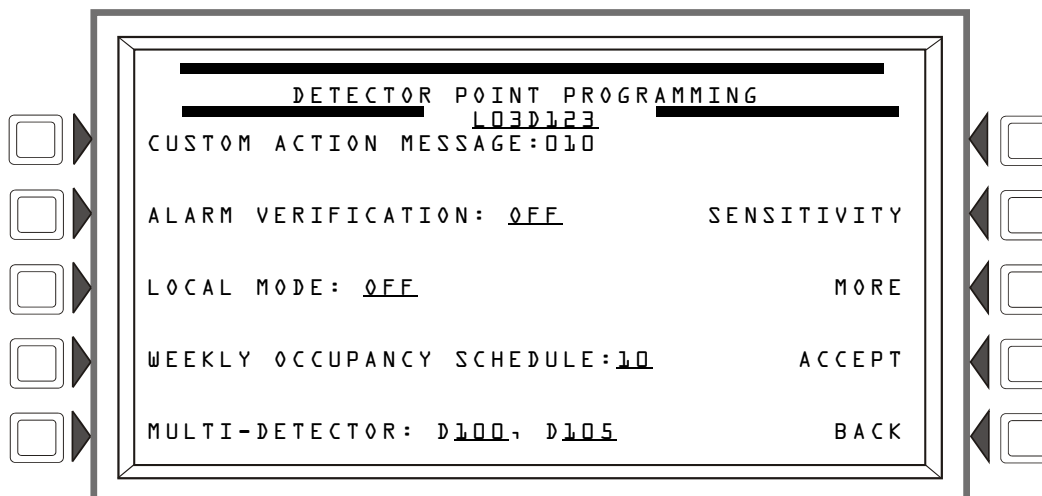 DETECTOR POINT PROGRAMMING
L03D123
CUSTOM ACTION MESSAGE:010
ALARM VERIFICATION: OFF SENSITIVITY
LOCAL MODE: OFF MORE
WEEKLY OCCUPANCY SCHEDULE:10 ACCEPT
MULTI-DETECTOR: D100, D105 BACK